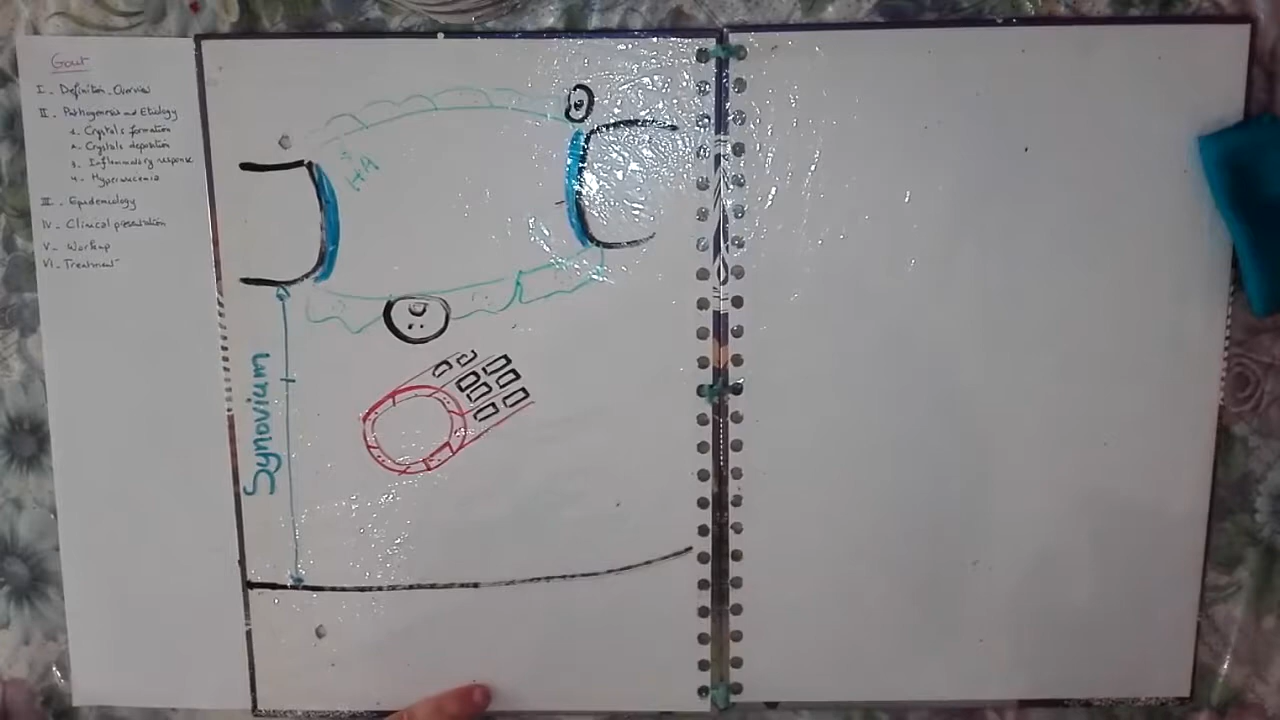 Gout
I - Definition - Overview
II - Pathogenesis and Etiology
1. Crystals formation
2. Crystals deposition
3. Inflammatory response
4. Hyperuricemia
III - Epidemiology
IV - Clinical presentation
V - Workup
VI - Treatment
HA
Synovium